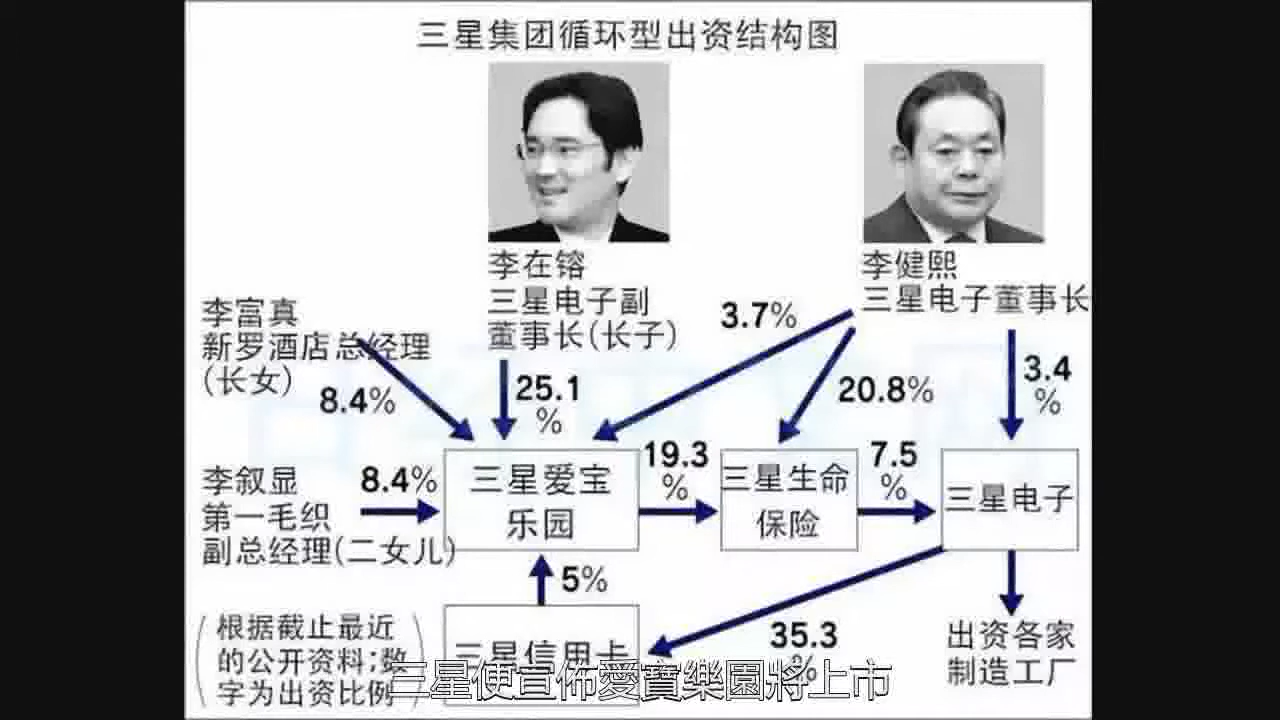 三星集团循环型出资结构图
李在镕
三星电子副
董事长(长子)
李健熙
三星电子董事长
李富真
新罗酒店总经理
(长女)
8.4%
25.1
%
3.7%
20.8%
3.4
%
李叙显
第一毛织
副总经理(二女儿)
8.4%
三星爱宝
乐园
19.3
%
三星生命
保险
7.5
%
三星电子
5%
三星信用卡
35.3
%
出资各家
制造工厂
(根据截止最近
的公开资料;数
字为出资比例)
三星便宣佈愛寶樂園將上市